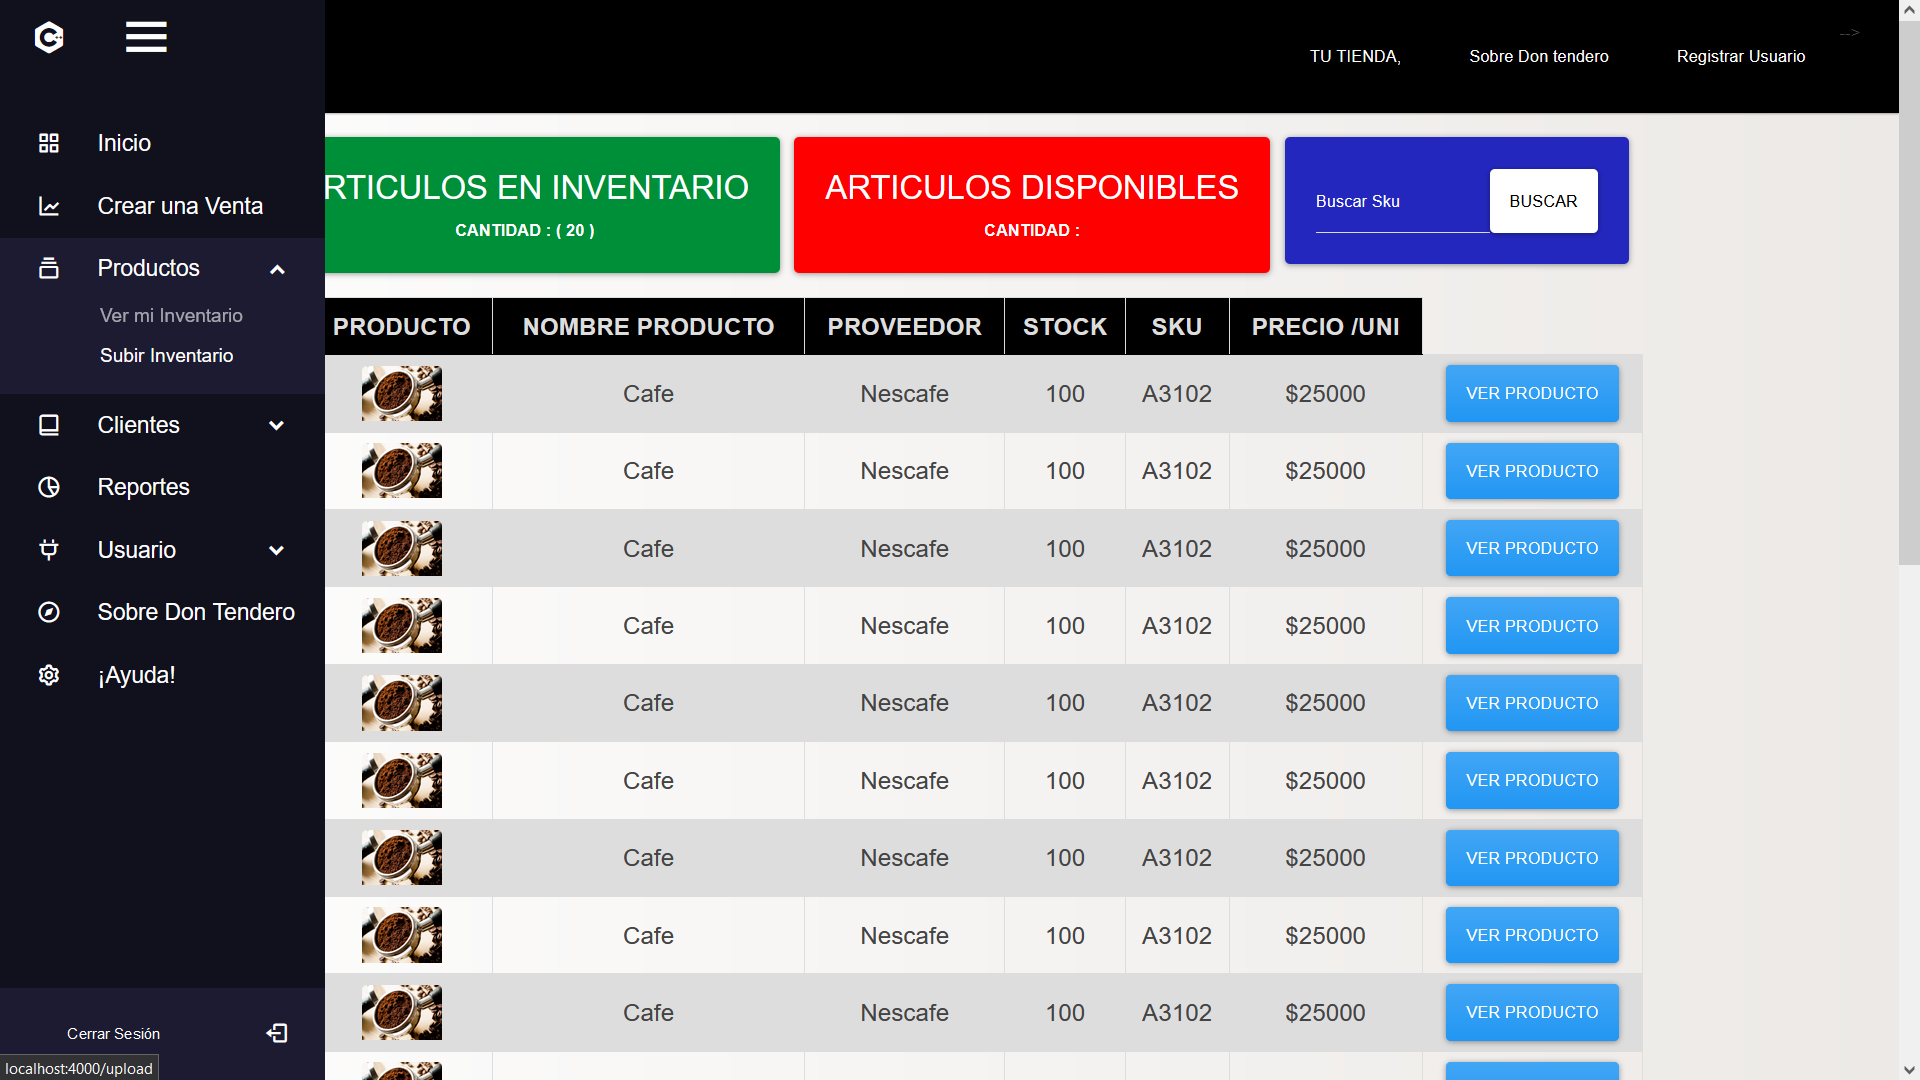 C
Inicio
Crear una Venta
Productos
Ver mi Inventario
Subir Inventario
Clientes
Reportes
Usuario
Sobre Don Tendero
¡Ayuda!
Cerrar Sesión
localhost:4000/upload
TU TIENDA,
Sobre Don tendero
Registrar Usuario
-->
RTICULOS EN INVENTARIO
CANTIDAD : ( 20 )
ARTICULOS DISPONIBLES
CANTIDAD :
Buscar Sku
BUSCAR
PRODUCTO NOMBRE PRODUCTO PROVEEDOR STOCK SKU PRECIO /UNI
Cafe Nescafe 100 A3102 $25000 VER PRODUCTO
Cafe Nescafe 100 A3102 $25000 VER PRODUCTO
Cafe Nescafe 100 A3102 $25000 VER PRODUCTO
Cafe Nescafe 100 A3102 $25000 VER PRODUCTO
Cafe Nescafe 100 A3102 $25000 VER PRODUCTO
Cafe Nescafe 100 A3102 $25000 VER PRODUCTO
Cafe Nescafe 100 A3102 $25000 VER PRODUCTO
Cafe Nescafe 100 A3102 $25000 VER PRODUCTO
Cafe Nescafe 100 A3102 $25000 VER PRODUCTO